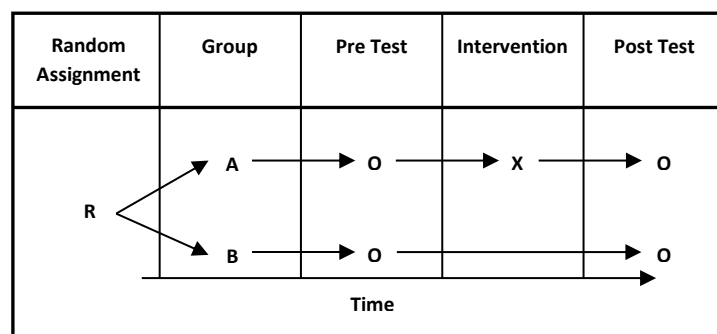 Random Assignment
Group
Pre Test
Intervention
Post Test
A
O
X
O
R
B
O
O
Time